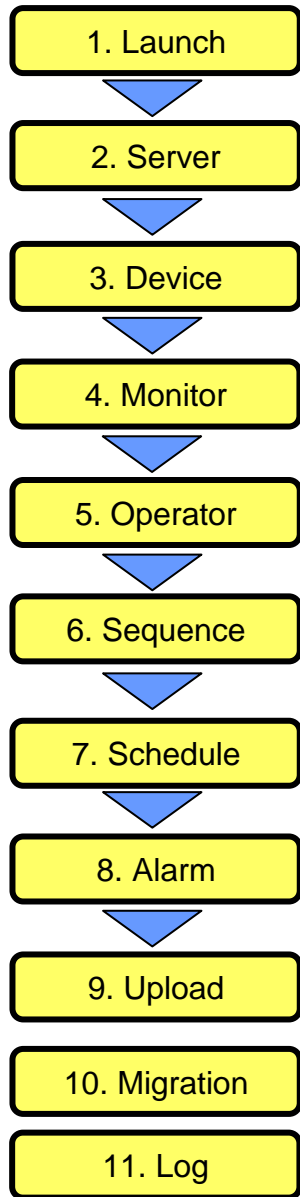 1. Launch
2. Server
3. Device
4. Monitor
5. Operator
6. Sequence
7. Schedule
8. Alarm
9. Upload
10. Migration
11. Log